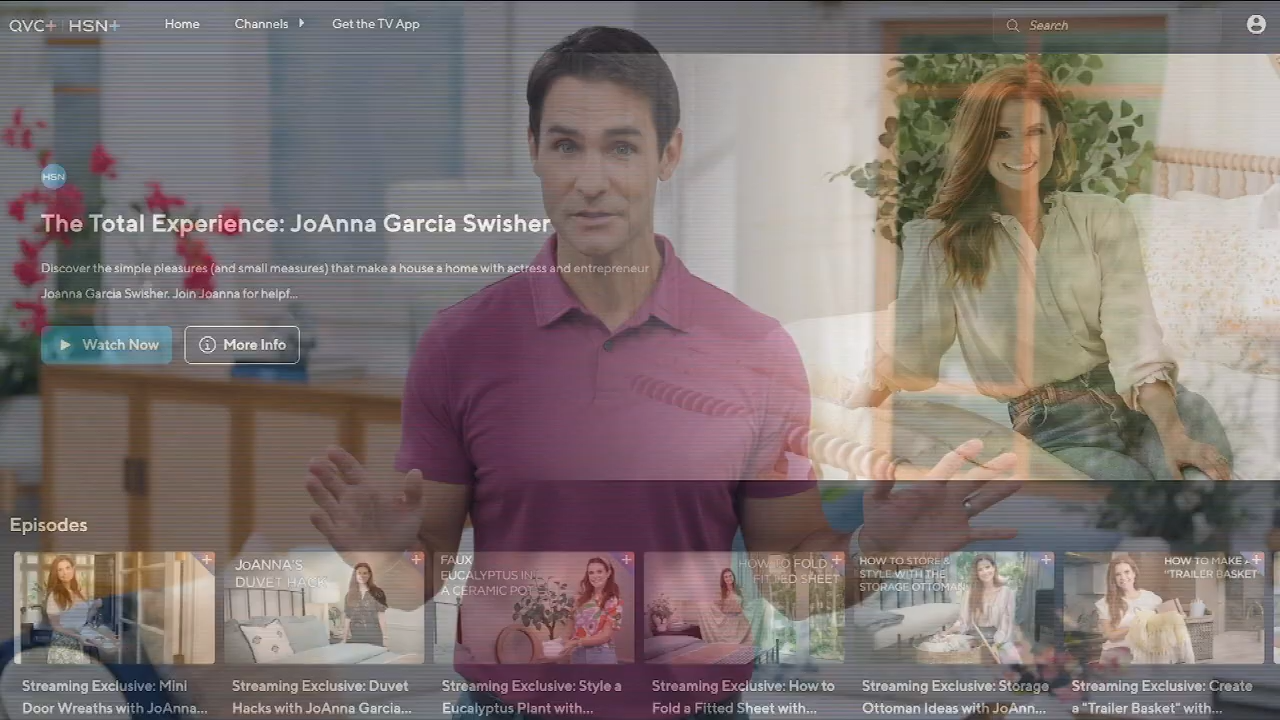 QVC+ | HSN+
Home
Channels
Get the TV App
Search
HSN
The Total Experience: JoAnna Garcia Swisher
Discover the simple pleasures (and small measures) that make a house a home with actress and entrepreneur
Joanna Garcia Swisher. Join Joanna for helpf...
Watch Now
More Info
Episodes
JoANNA'S
DUVET HACK
FAUX
EUCALYPTUS IN
A CERAMIC POT
HOW TO FOLD A
FITTED SHEET
HOW TO STORE &
STYLE WITH THE
STORAGE OTTOMAN
HOW TO MAKE A
"TRAILER BASKET"
Streaming Exclusive: Mini
Door Wreaths with JoAnna...
Streaming Exclusive: Duvet
Hacks with JoAnna Garcia...
Streaming Exclusive: Style a
Eucalyptus Plant with...
Streaming Exclusive: How to
Fold a Fitted Sheet with...
Streaming Exclusive: Storage
Ottoman Ideas with JoAnn...
Streaming Exclusive: Create
a "Trailer Basket" with...